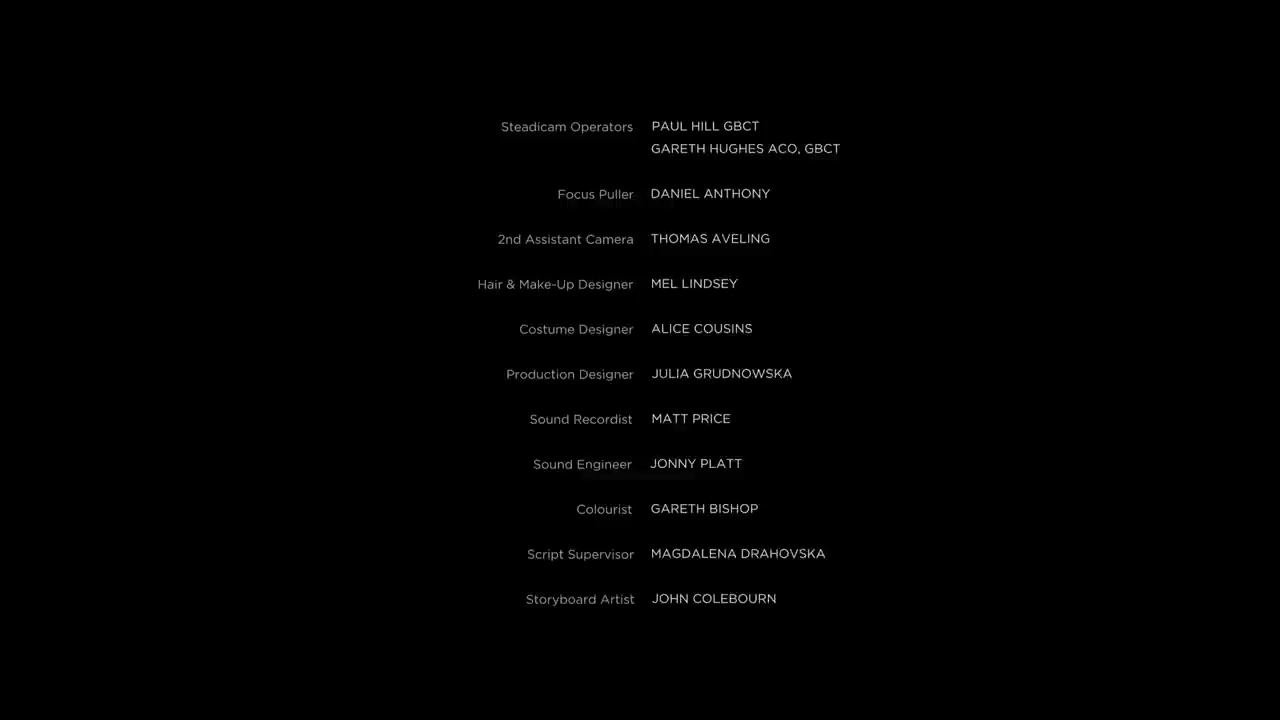 Steadicam Operators PAUL HILL GBCT
GARETH HUGHES ACO, GBCT
Focus Puller DANIEL ANTHONY
2nd Assistant Camera THOMAS AVELING
Hair & Make-Up Designer MEL LINDSEY
Costume Designer ALICE COUSINS
Production Designer JULIA GRUDNOWSKA
Sound Recordist MATT PRICE
Sound Engineer JONNY PLATT
Colourist GARETH BISHOP
Script Supervisor MAGDALENA DRAHOVSKA
Storyboard Artist JOHN COLEBOURN